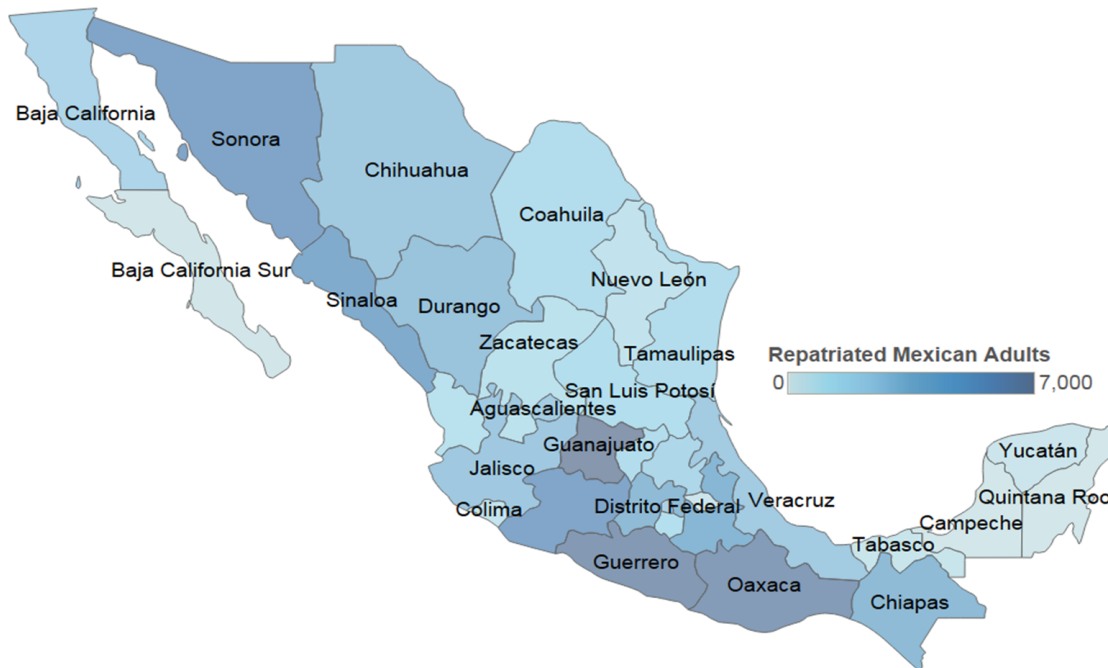 Baja California
Sonora
Chihuahua
Coahuila
Baja California Sur
Nuevo León
Sinaloa
Durango
Zacatecas
Tamaulipas
Repatriated Mexican Adults
0
7,000
San Luis Potosí
Aguascalientes
Guanajuato
Yucatán
Jalisco
Quintana Roo
Colima
Distrito Federal
Veracruz
Campeche
Tabasco
Guerrero
Oaxaca
Chiapas